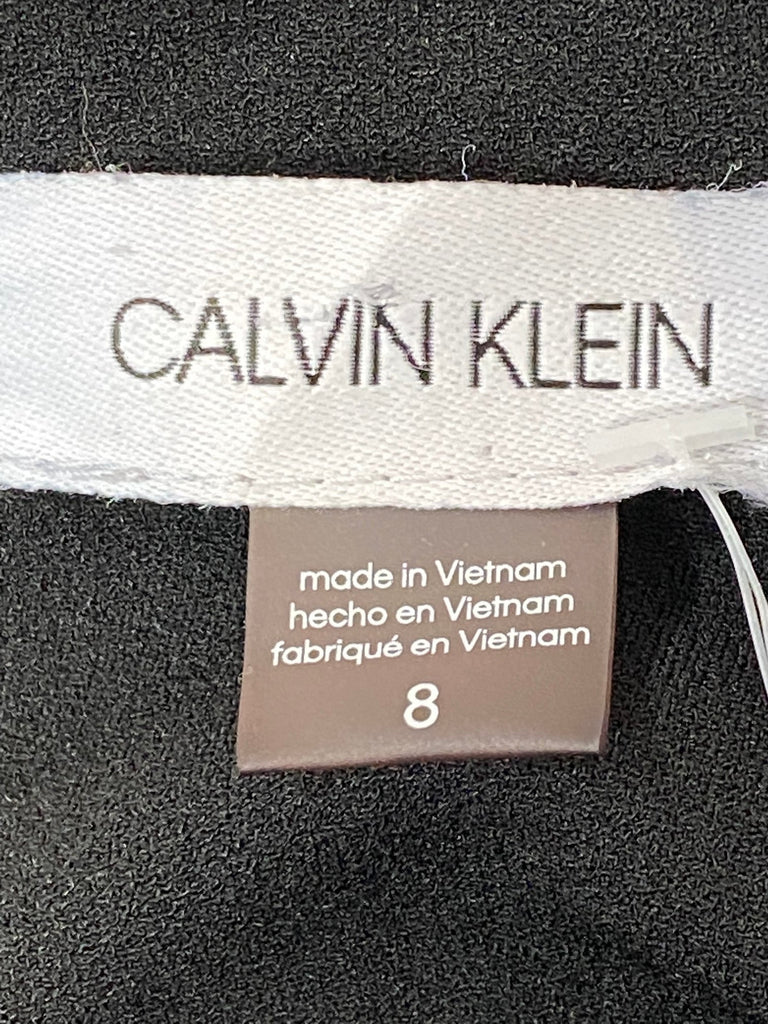 CALVIN KLEIN
made in Vietnam
hecho en Vietnam
fabriqué en Vietnam
8